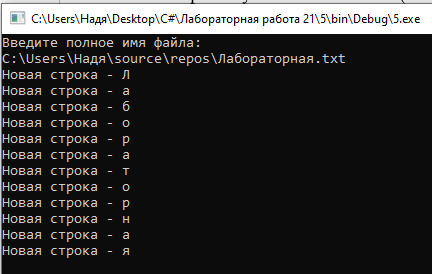 C:\Users\Надя\Desktop\C#\Лабораторная работа 21\5\bin\Debug\5.exe
Введите полное имя файла:
C:\Users\Надя\source\repos\Лабораторная.txt
Новая строка - Л
Новая строка - а
Новая строка - б
Новая строка - о
Новая строка - р
Новая строка - а
Новая строка - т
Новая строка - о
Новая строка - р
Новая строка - н
Новая строка - а
Новая строка - я